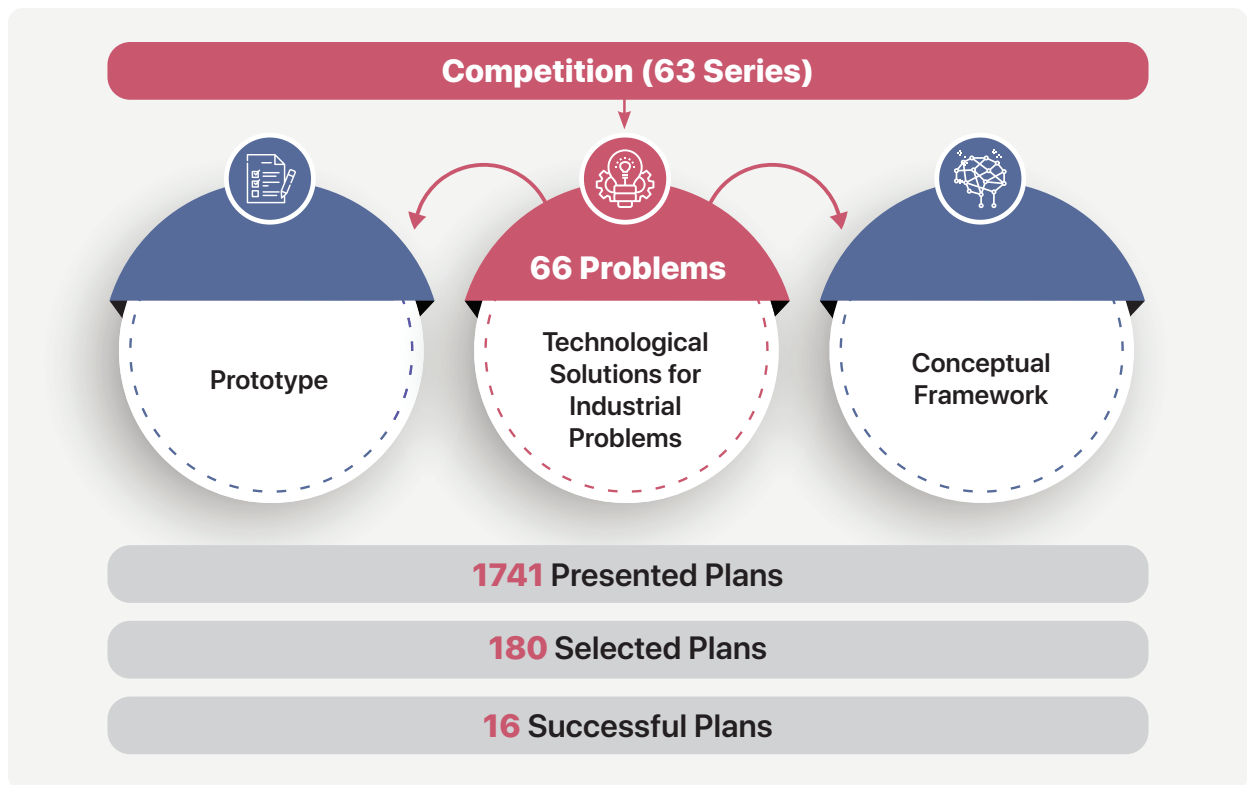 Competition (63 Series)
Prototype
66 Problems
Technological
Solutions for
Industrial
Problems
Conceptual
Framework
1741 Presented Plans
180 Selected Plans
16 Successful Plans